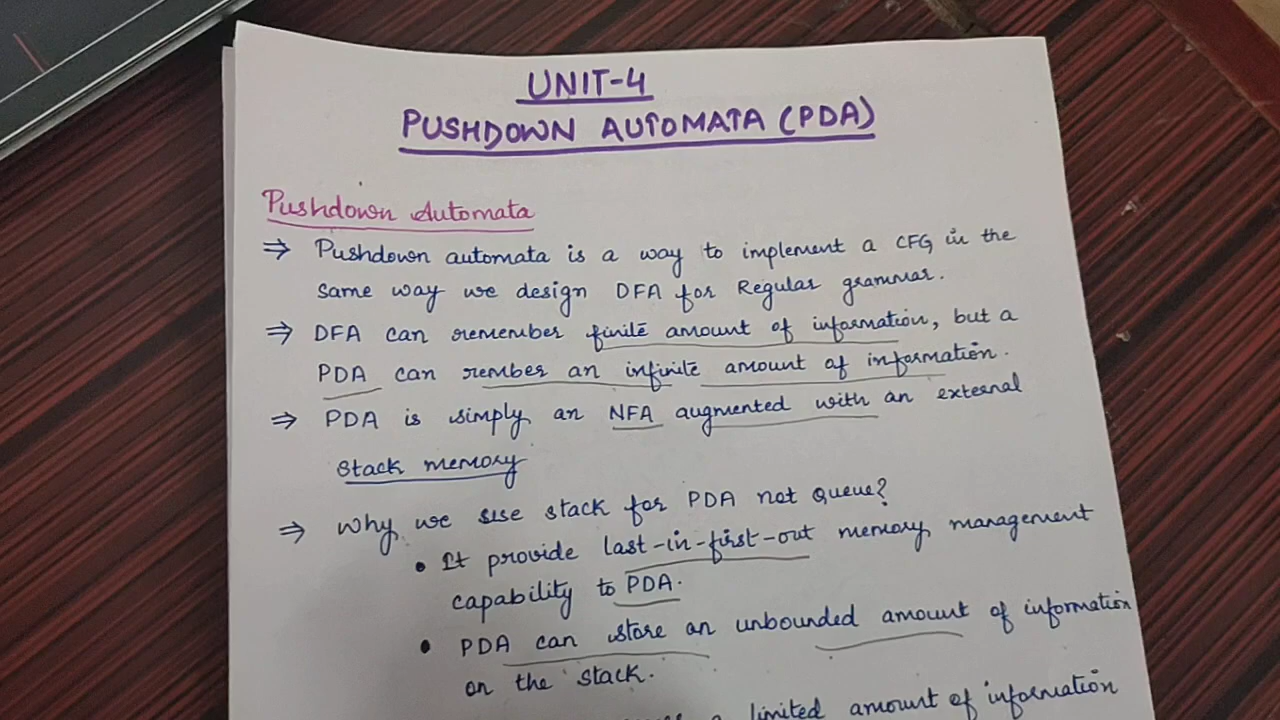 UNIT-4
PUSHDOWN AUTOMATA (PDA)
Pushdown Automata
⇒ Pushdown automata is a way to implement a CFG in the
same way we design DFA for Regular grammar.
⇒ DFA can remember finite amount of information, but a
PDA can rember an infinite amount of information.
⇒ PDA is simply an NFA augmented with an external
stack memory
⇒ Why we use stack for PDA not Queue?
• It provide last-in-first-out memory management
capability to PDA.
• PDA can store an unbounded amount of information
on the stack.
a limited amount of information